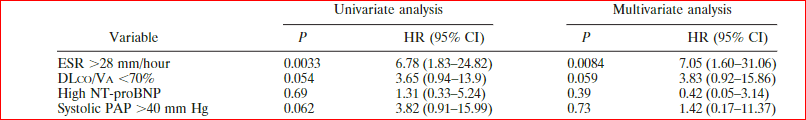 Univariate analysis Multivariate analysis
Variable P HR (95% CI) P HR (95% CI)
ESR >28 mm/hour 0.0033 6.78 (1.83–24.82) 0.0084 7.05 (1.60–31.06)
DLCO/VA <70% 0.054 3.65 (0.94–13.9) 0.059 3.83 (0.92–15.86)
High NT-proBNP 0.69 1.31 (0.33–5.24) 0.39 0.42 (0.05–3.14)
Systolic PAP >40 mm Hg 0.062 3.82 (0.91–15.99) 0.73 1.42 (0.17–11.37)